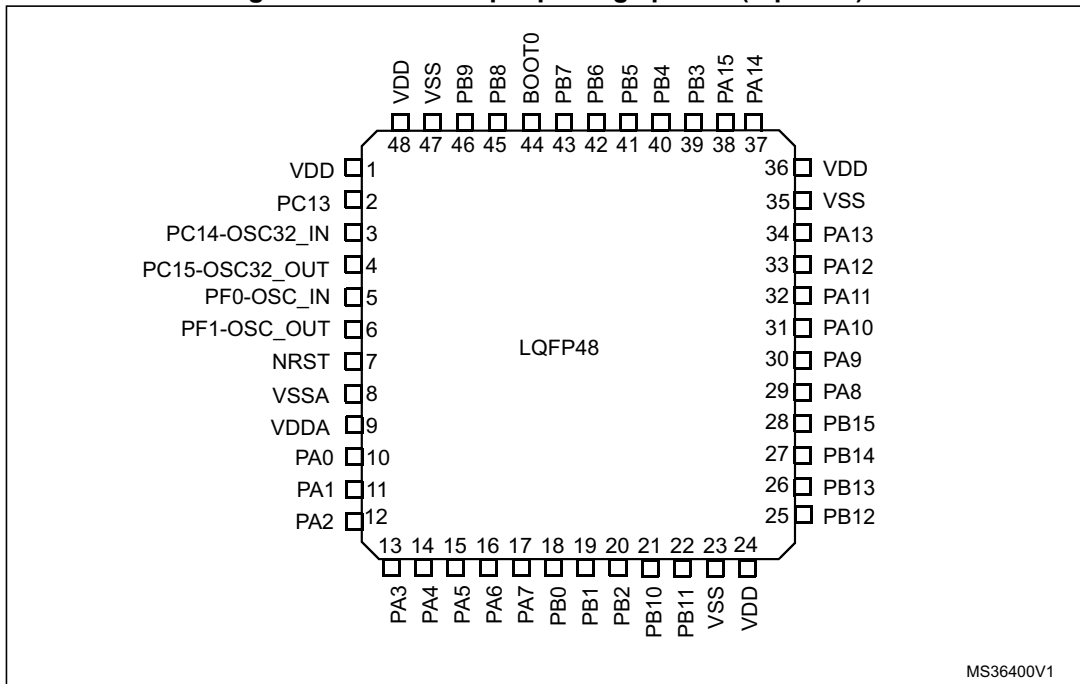 VDD
VSS
PB9
PB8
BOOT0
PB7
PB6
PB5
PB4
PB3
PA15
PA14
48 47 46 45 44 43 42 41 40 39 38 37
VDD 1
PC13 2
PC14-OSC32_IN 3
PC15-OSC32_OUT 4
PF0-OSC_IN 5
PF1-OSC_OUT 6
NRST 7
VSSA 8
VDDA 9
PA0 10
PA1 11
PA2 12
LQFP48
36 VDD
35 VSS
34 PA13
33 PA12
32 PA11
31 PA10
30 PA9
29 PA8
28 PB15
27 PB14
26 PB13
25 PB12
13 14 15 16 17 18 19 20 21 22 23 24
PA3
PA4
PA5
PA6
PA7
PB0
PB1
PB2
PB10
PB11
VSS
VDD
MS36400V1